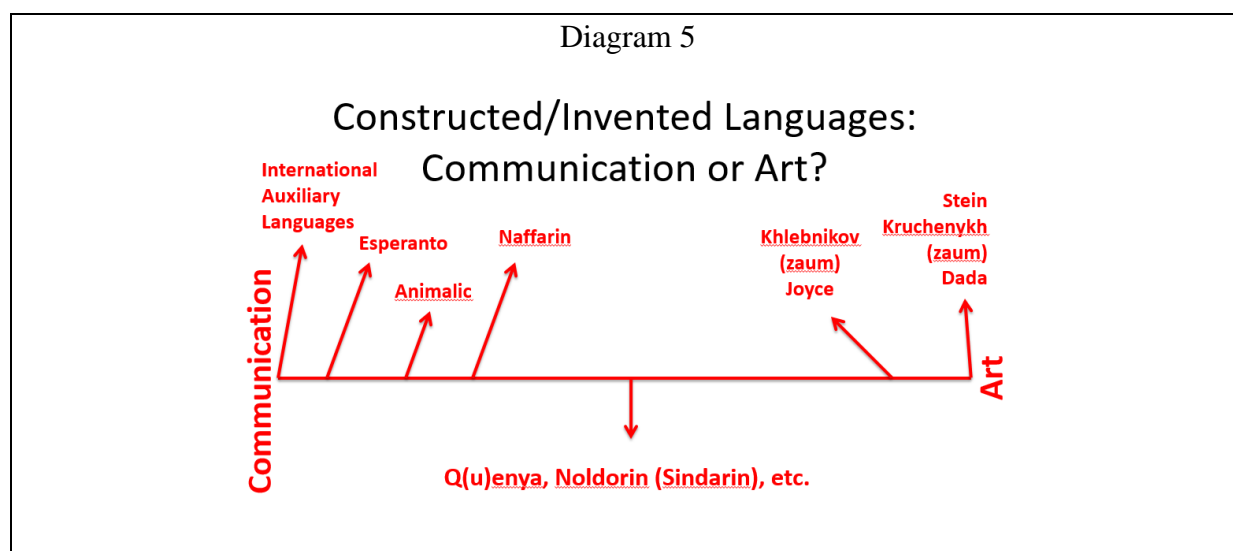 Diagram 5
Constructed/Invented Languages:
Communication or Art?
International
Auxiliary
Languages
Esperanto
Animalic
Naffarin
Khlebnikov
(zaum)
Joyce
Stein
Kruchenykh
(zaum)
Dada
Communication
Art
Q(u)enya, Noldorin (Sindarin), etc.